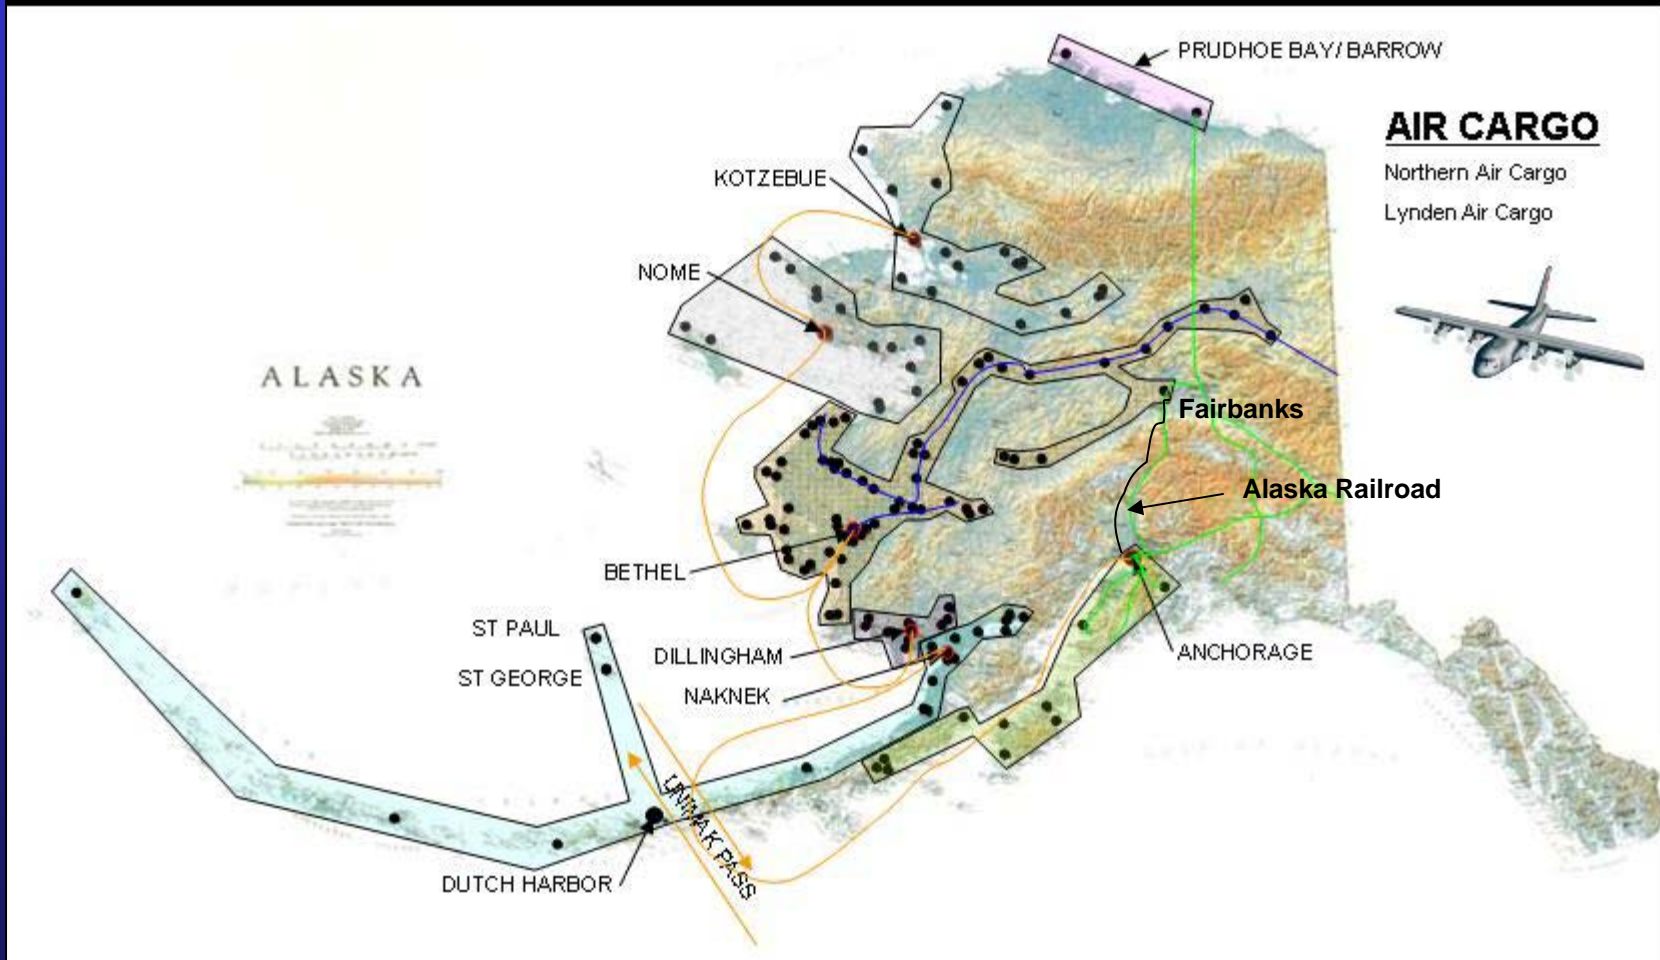 PRUDHOE BAY/ BARROW
AIR CARGO
Northern Air Cargo
Lynden Air Cargo
KOTZEBUE
NOME
ALASKA
Fairbanks
Alaska Railroad
BETHEL
ST PAUL
ST GEORGE
DILLINGHAM
NAKNEK
ANCHORAGE
UNIMAK PASS
DUTCH HARBOR